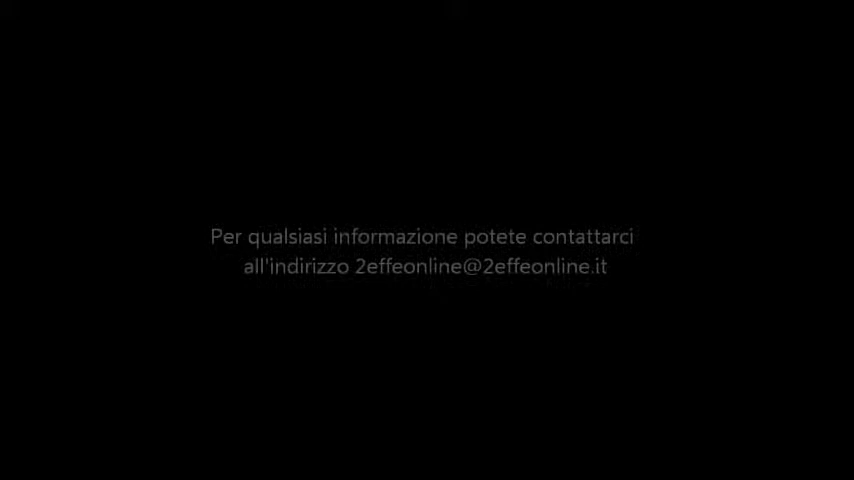 Per qualsiasi informazione potete contattarci
all'indirizzo 2effeonline@2effeonline.it